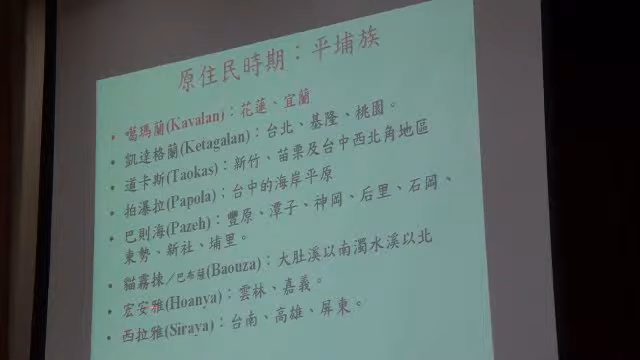 原住民時期：平埔族
• 噶瑪蘭(Kavalan)：花蓮、宜蘭
• 凱達格蘭(Ketagalan)：台北、基隆、桃園。
• 道卡斯(Taokas)：新竹、苗栗及台中西北角地區
• 拍瀑拉(Papola)：台中的海岸平原
• 巴則海(Pazeh)：豐原、潭子、神岡、后里、石岡、
東勢、新社、埔里。
• 貓霧捒/巴布薩(Baouza)：大肚溪以南濁水溪以北
• 宏安雅(Hoanya)：雲林、嘉義。
• 西拉雅(Siraya)：台南、高雄、屏東。